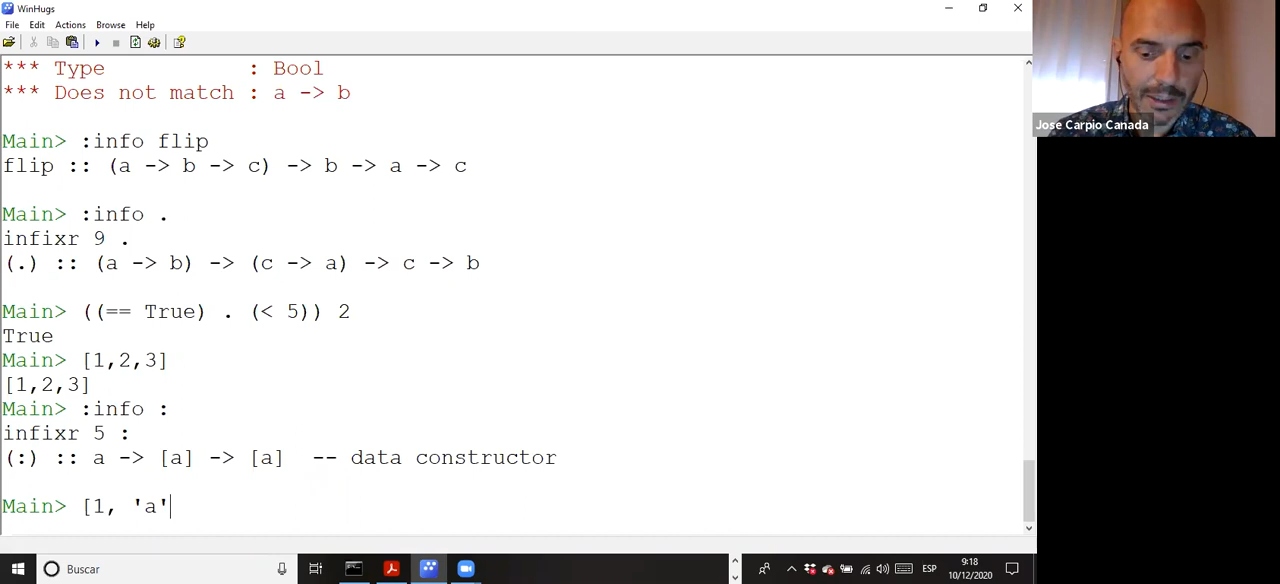 WinHugs
File Edit Actions Browse Help
*** Type : Bool
*** Does not match : a -> b
Main> :info flip
flip :: (a -> b -> c) -> b -> a -> c
Main> :info .
infixr 9 .
(.) :: (a -> b) -> (c -> a) -> c -> b
Main> ((== True) . (< 5)) 2
True
Main> [1,2,3]
[1,2,3]
Main> :info :
infixr 5 :
(:) :: a -> [a] -> [a] -- data constructor
Main> [1, 'a'
Jose Carpio Canada
Buscar
ESP
9:18
10/12/2020